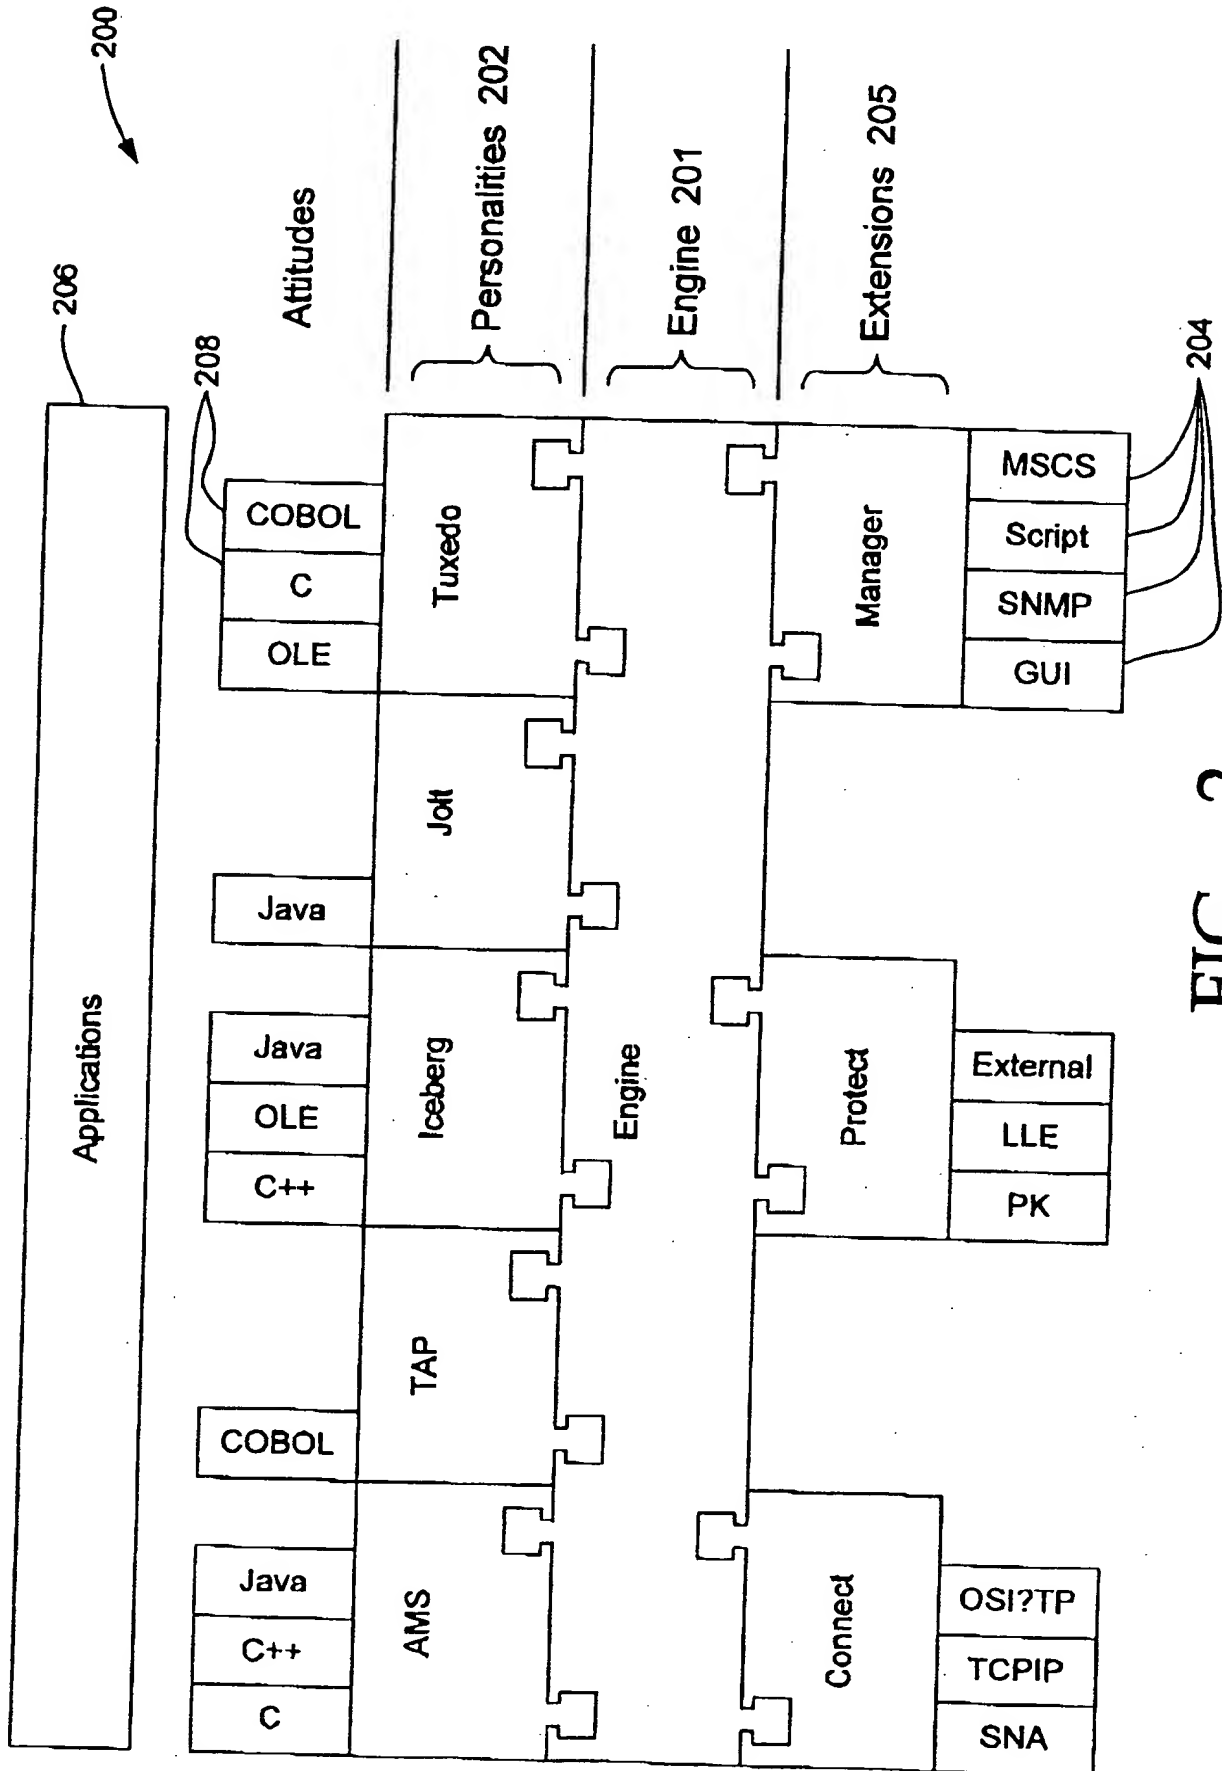 200
206
Applications
208
Attitudes
C
C++
Java
COBOL
C++
OLE
Java
Java
OLE
C
COBOL
AMS
TAP
Iceberg
Jolt
Tuxedo
Personalities 202
Engine
Engine 201
Connect
Protect
Manager
Extensions 205
SNA
TCPIP
OSI?TP
PK
LLE
External
GUI
SNMP
Script
MSCS
204
FIG. 2